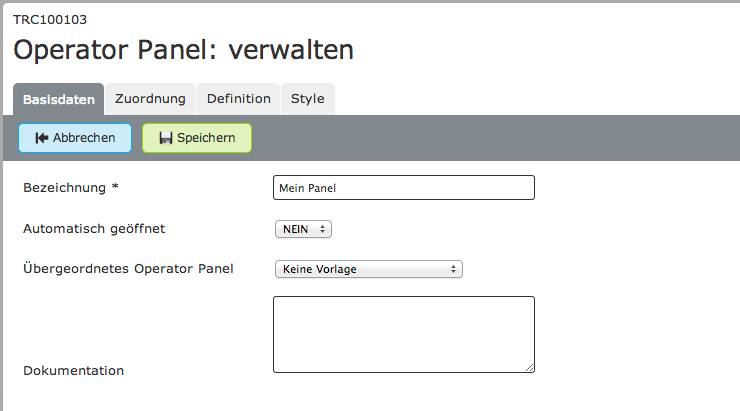 TRC100103
Operator Panel: verwalten
Basisdaten Zuordnung Definition Style
Abbrechen Speichern
Bezeichnung * Mein Panel
Automatisch geöffnet NEIN
Übergeordnetes Operator Panel Keine Vorlage
Dokumentation